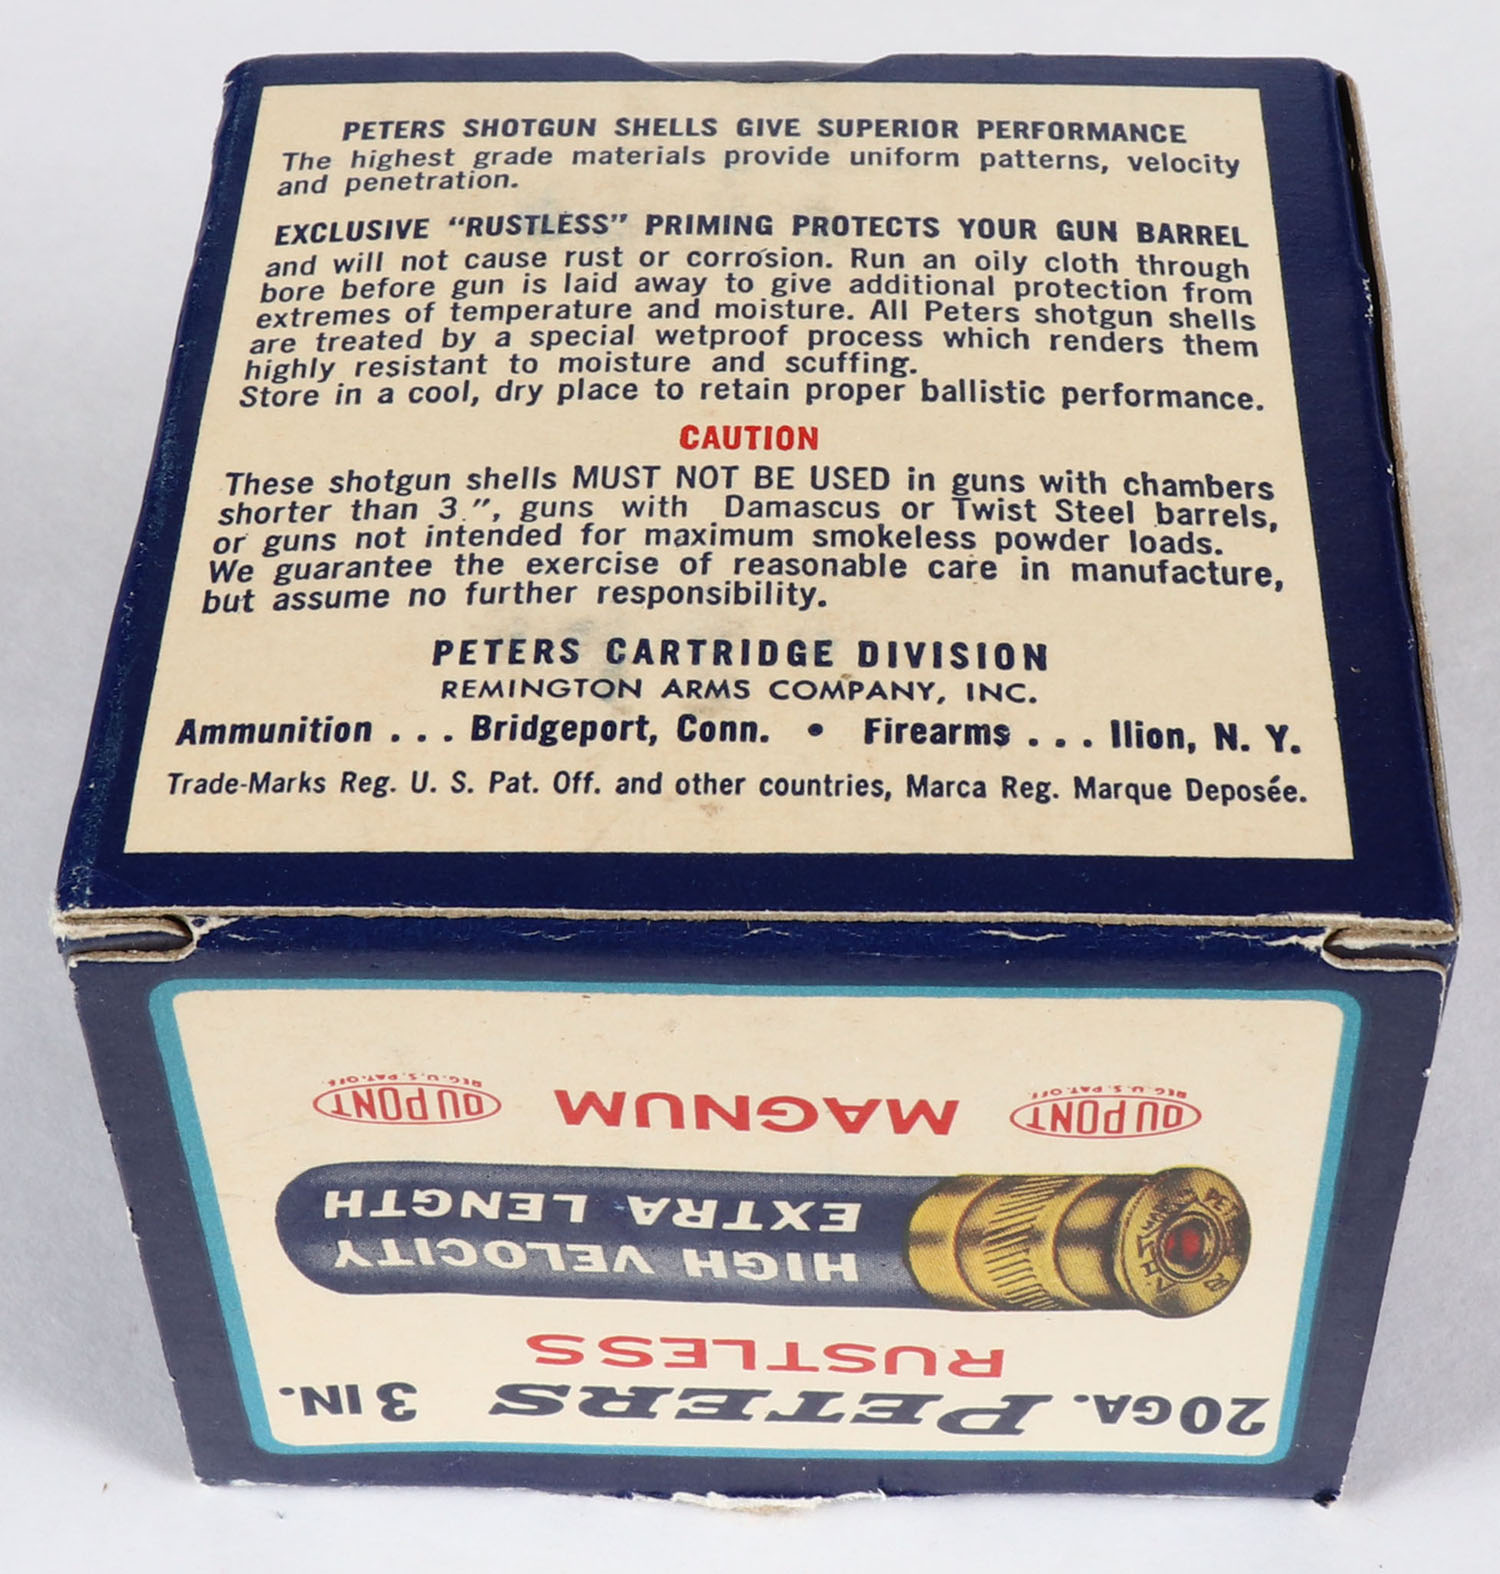 PETERS SHOTGUN SHELLS GIVE SUPERIOR PERFORMANCE
The highest grade materials provide uniform patterns, velocity
and penetration.
EXCLUSIVE "RUSTLESS" PRIMING PROTECTS YOUR GUN BARREL
and will not cause rust or corrosion. Run an oily cloth through
bore before gun is laid away to give additional protection from
extremes of temperature and moisture. All Peters shotgun shells
are treated by a special wetproof process which renders them
highly resistant to moisture and scuffing.
Store in a cool, dry place to retain proper ballistic performance.
CAUTION
These shotgun shells MUST NOT BE USED in guns with chambers
shorter than 3 ", guns with Damascus or Twist Steel barrels,
or guns not intended for maximum smokeless powder loads.
We guarantee the exercise of reasonable care in manufacture,
but assume no further responsibility.
PETERS CARTRIDGE DIVISION
REMINGTON ARMS COMPANY, INC.
Ammunition . . . Bridgeport, Conn. • Firearms . . . Ilion, N. Y.
Trade-Marks Reg. U. S. Pat. Off. and other countries, Marca Reg. Marque Deposée.
20 GA. PETERS 3 IN.
RUSTLESS
HIGH VELOCITY
EXTRA LENGTH
DU PONT MAGNUM DU PONT
REG. U.S. PAT. OFF. REG. U.S. PAT. OFF.